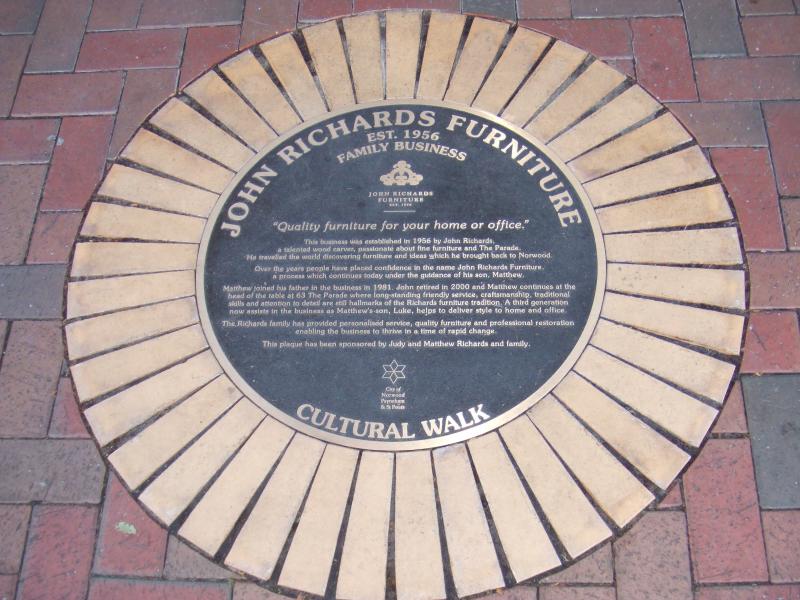 JOHN RICHARDS FURNITURE
EST. 1956
FAMILY BUSINESS
JOHN RICHARDS
FURNITURE
EST. 1956
"Quality furniture for your home or office."
This business was established in 1956 by John Richards,
a talented wood carver, passionate about fine furniture and The Parade.
He travelled the world discovering furniture and ideas which he brought back to Norwood.
Over the years people have placed confidence in the name John Richards Furniture,
a process which continues today under the guidance of his son, Matthew.
Matthew joined his father in the business in 1981. John retired in 2000 and Matthew continues at the
head of the table at 63 The Parade where long-standing friendly service, craftsmanship, traditional
skills and attention to detail are still hallmarks of the Richards furniture tradition. A third generation
now assists in the business as Matthew's son, Luke, helps to deliver style to home and office.
The Richards family has provided personalised service, quality furniture and professional restoration
enabling the business to thrive in a time of rapid change.
This plaque has been sponsored by Judy and Matthew Richards and family.
City of
Norwood
Payneham
& St Peters
CULTURAL WALK